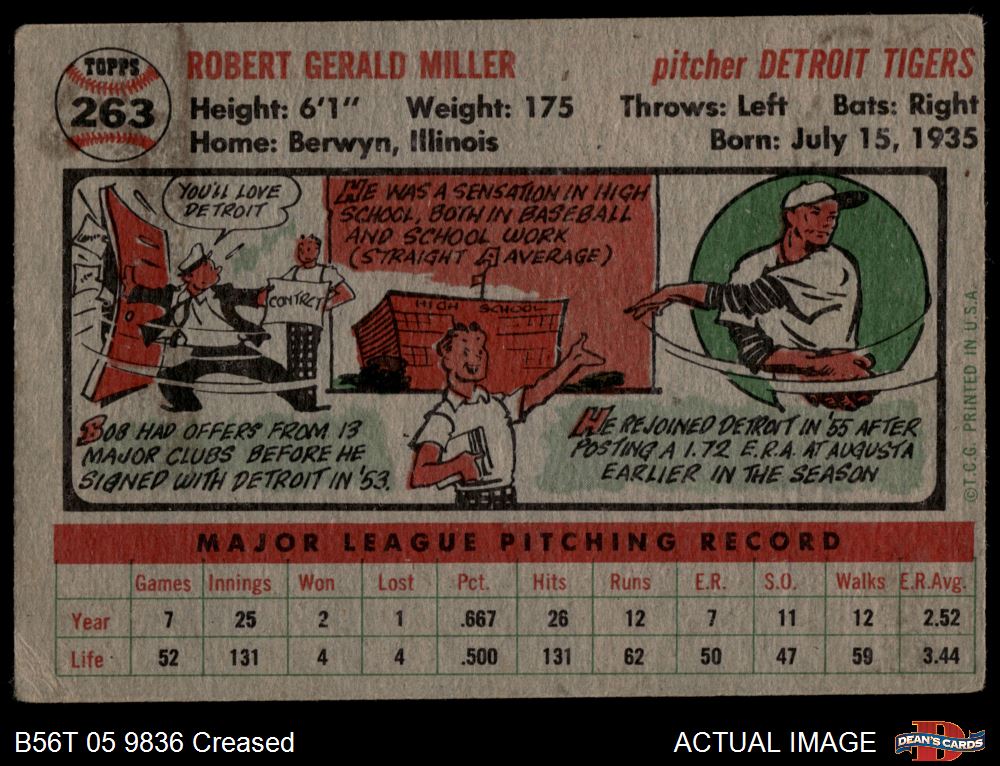 TOPPS
263
ROBERT GERALD MILLER
pitcher DETROIT TIGERS
Height: 6'1" Weight: 175 Throws: Left Bats: Right
Home: Berwyn, Illinois Born: July 15, 1935
YOU'LL LOVE
DETROIT
CONTRCT
HE WAS A SENSATION IN HIGH
SCHOOL, BOTH IN BASEBALL
AND SCHOOL WORK
(STRAIGHT A AVERAGE)
HIGH SCHOOL
BOB HAD OFFERS FROM 13
MAJOR CLUBS BEFORE HE
SIGNED WITH DETROIT IN '53.
HE REJOINED DETROIT IN '55 AFTER
POSTING A 1.72 E.R.A. AT AUGUSTA
EARLIER IN THE SEASON
©T.C.G. PRINTED IN U.S.A.
MAJOR LEAGUE PITCHING RECORD
Games Innings Won Lost Pct. Hits Runs E.R. S.O. Walks E.R.Avg.
Year 7 25 2 1 .667 26 12 7 11 12 2.52
Life 52 131 4 4 .500 131 62 50 47 59 3.44
B56T 05 9836 Creased
ACTUAL IMAGE
DEAN'S CARDS